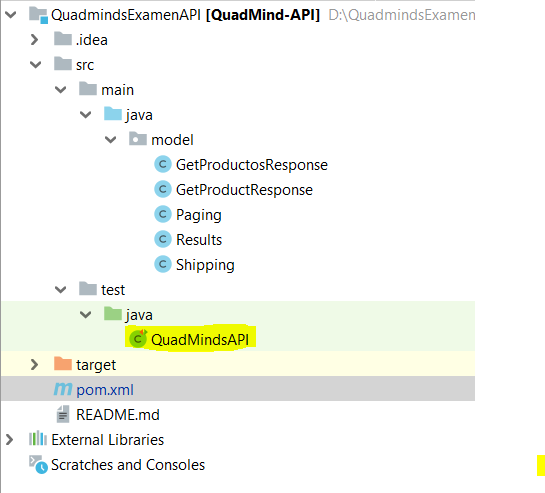 QuadmindsExamenAPI [QuadMind-API] D:\QuadmindsExamen
.idea
src
main
java
model
C GetProductosResponse
C GetProductResponse
C Paging
C Results
C Shipping
test
java
C QuadMindsAPI
target
m pom.xml
README.md
External Libraries
Scratches and Consoles